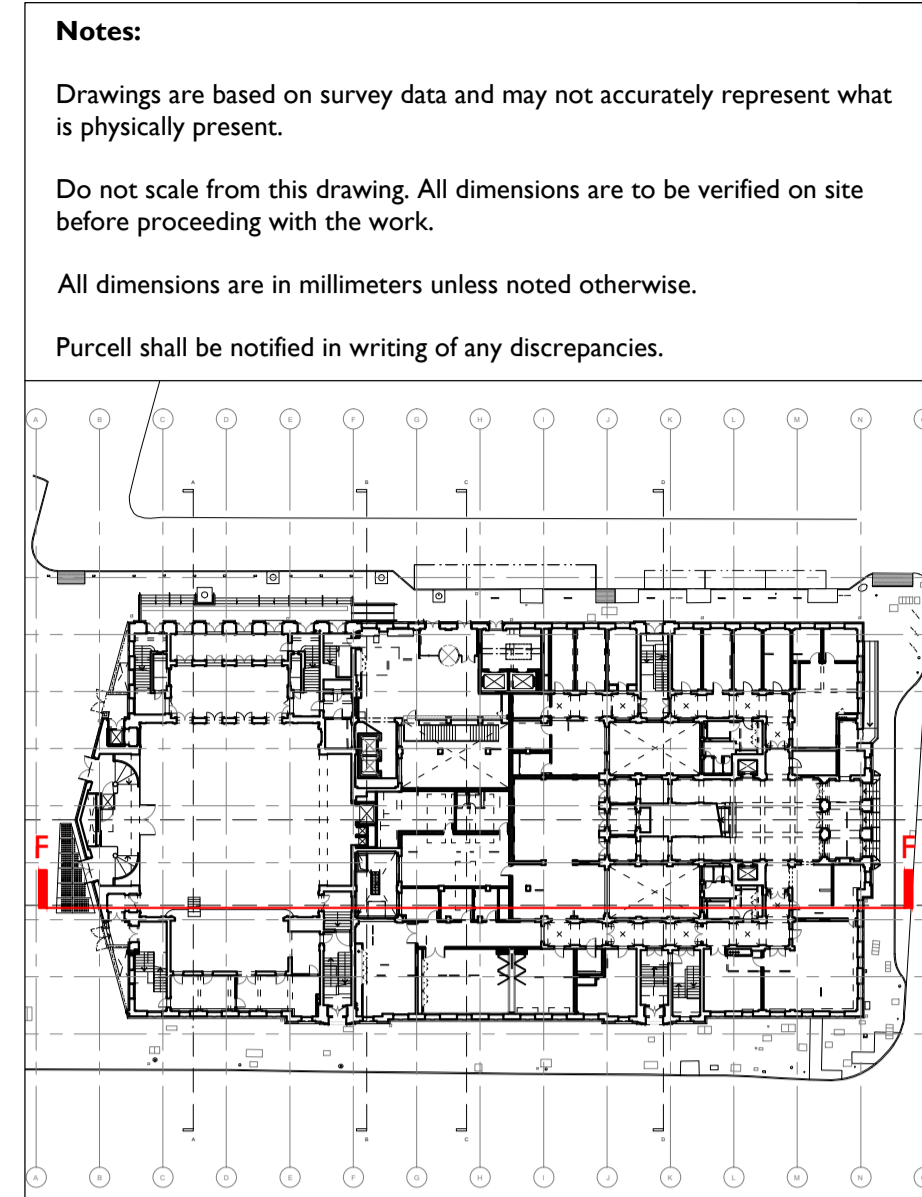 Notes:
Drawings are based on survey data and may not accurately represent what
is physically present.
Do not scale from this drawing. All dimensions are to be verified on site
before proceeding with the work.
All dimensions are in millimeters unless noted otherwise.
Purcell shall be notified in writing of any discrepancies.
A B C D E F G H I J K L M N
A B C D
F F
A B C D
A B C D E F G H I J K L M N